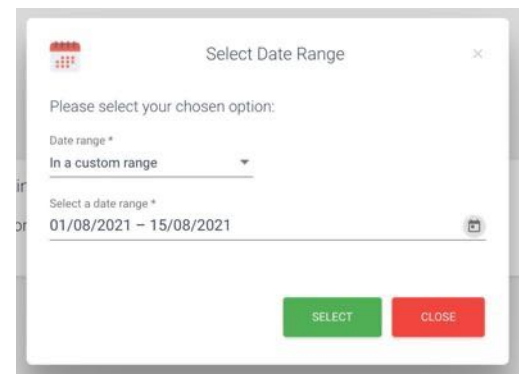 Select Date Range
×
Please select your chosen option:
Date range *
In a custom range
Select a date range *
01/08/2021 – 15/08/2021
SELECT CLOSE